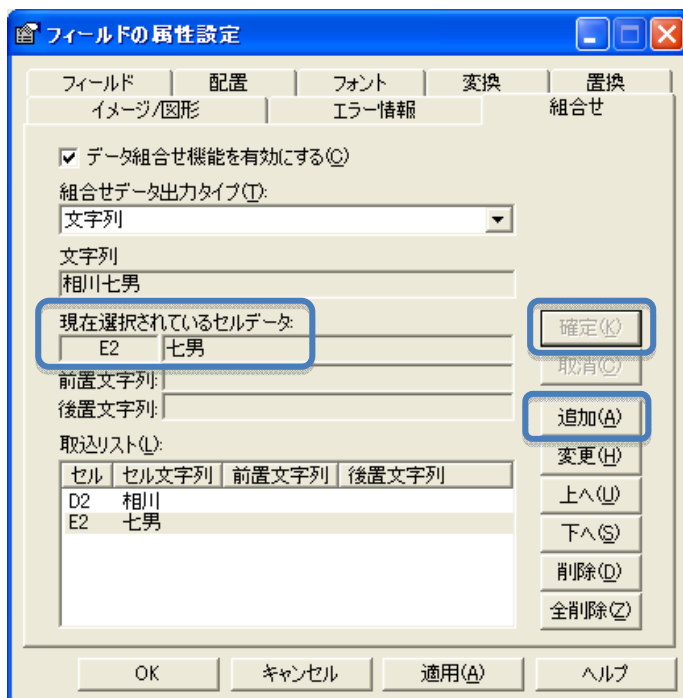 フィールドの属性設定
フィールド 配置 フォント 変換 置換
イメージ/図形 エラー情報 組合せ
データ組合せ機能を有効にする(C)
組合せデータ出力タイプ(T):
文字列
文字列
相川七男
現在選択されているセルデータ: 確定(K)
E2 七男
取消(C)
前置文字列:
後置文字列: 追加(A)
取込リスト(L): 変更(H)
セル セル文字列 前置文字列 後置文字列
上へ(U)
D2 相川
E2 七男
下へ(S)
削除(D)
全削除(Z)
OK キャンセル 適用(A) ヘルプ